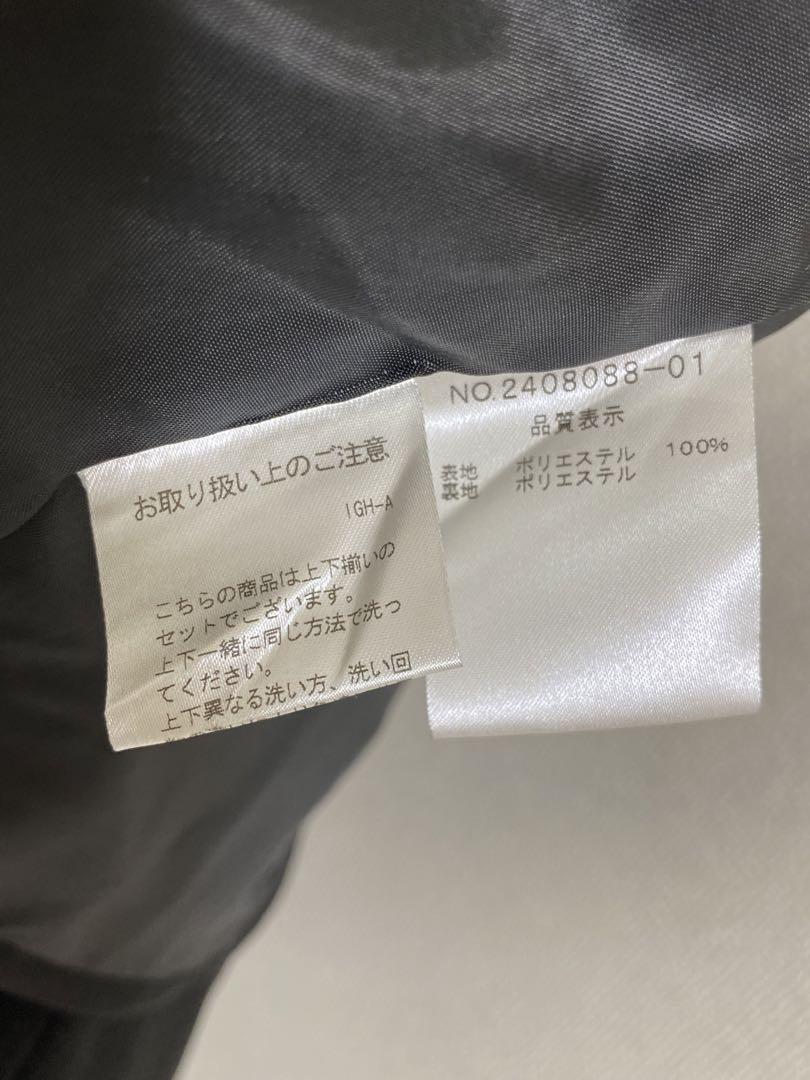 お取り扱い上のご注意
IGH-A
こちらの商品は上下揃いの
セットでございます。
上下一緒に同じ方法で洗っ
てください。
上下異なる洗い方、洗い回
NO.2408088-01
品質表示
表地 ポリエステル 100%
裏地 ポリエステル